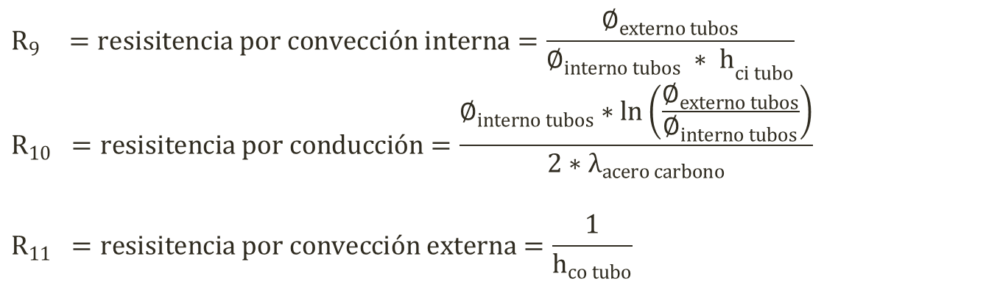 R₉ = resisitencia por convección interna = Ø_externo tubos / (Ø_interno tubos * h_ci tubo)
R₁₀ = resisitencia por conducción = Ø_interno tubos * ln (Ø_externo tubos / Ø_interno tubos) / (2 * λ_acero carbono)
R₁₁ = resisitencia por convección externa = 1 / h_co tubo